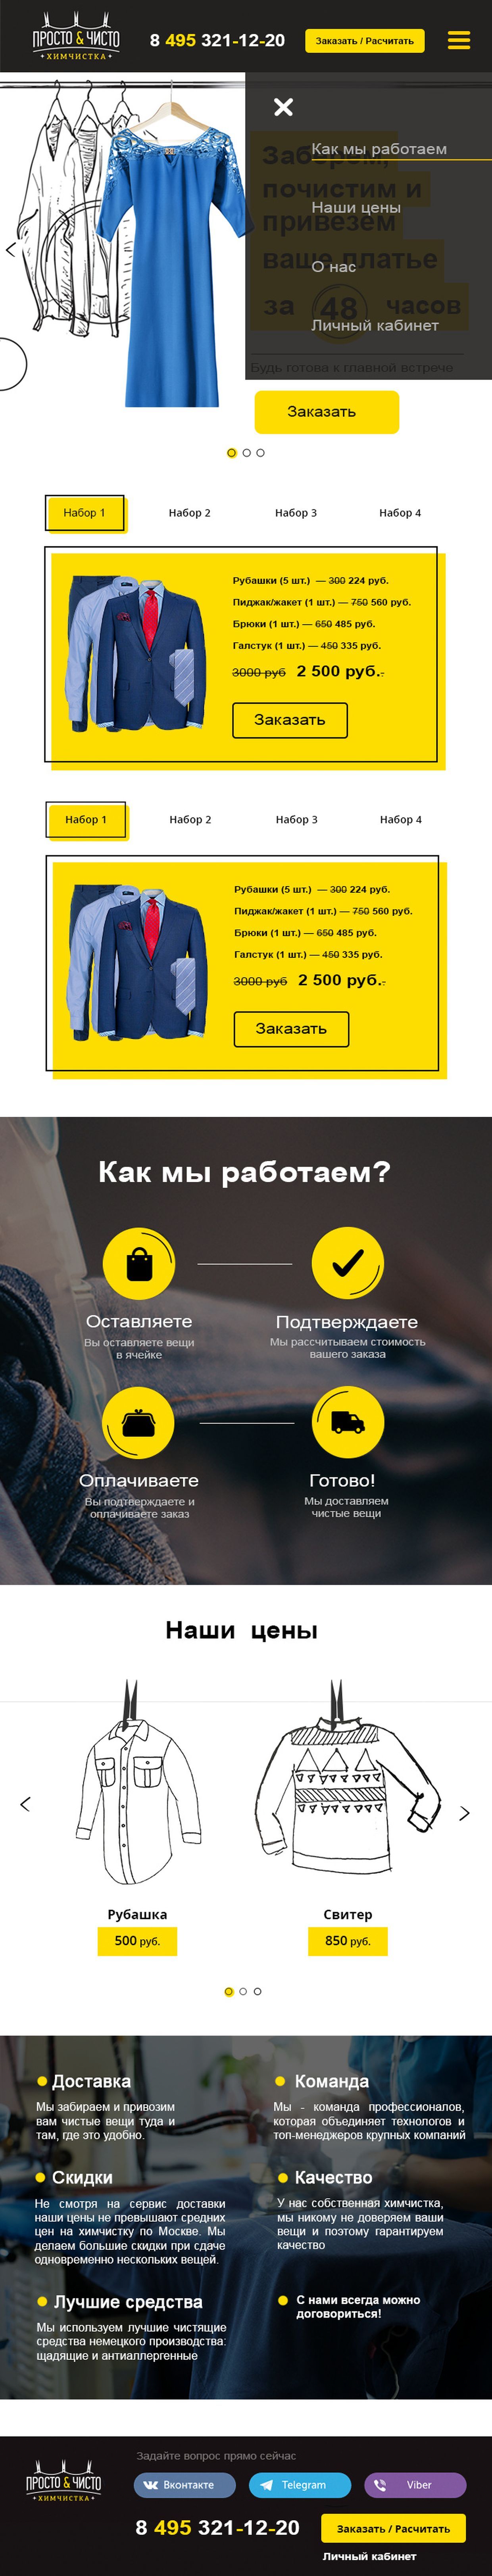 ПРОСТО & ЧИСТО
ХИМЧИСТКА
8 495 321-12-20
Заказать / Расчитать
Как мы работаем
Наши цены
О нас
Личный кабинет
Заберём,
почистим и
привезем
ваше платье
за 48 часов
Будь готова к главной встрече
Заказать
Набор 1
Набор 2
Набор 3
Набор 4
Рубашки (5 шт.) — 300 224 руб.
Пиджак/жакет (1 шт.) — 750 560 руб.
Брюки (1 шт.) — 650 485 руб.
Галстук (1 шт.) — 450 335 руб.
3000 руб 2 500 руб..
Заказать
Набор 1
Набор 2
Набор 3
Набор 4
Рубашки (5 шт.) — 300 224 руб.
Пиджак/жакет (1 шт.) — 750 560 руб.
Брюки (1 шт.) — 650 485 руб.
Галстук (1 шт.) — 450 335 руб.
3000 руб 2 500 руб..
Заказать
Как мы работаем?
Оставляете
Вы оставляете вещи
в ячейке
Подтверждаете
Мы рассчитываем стоимость
вашего заказа
Оплачиваете
Вы подтверждаете и
оплачиваете заказ
Готово!
Мы доставляем
чистые вещи
Наши цены
Рубашка
500 руб.
Свитер
850 руб.
Доставка
Мы забираем и привозим
вам чистые вещи туда и
там, где это удобно.
Команда
Мы - команда профессионалов,
которая объединяет технологов и
топ-менеджеров крупных компаний
Скидки
Не смотря на сервис доставки
наши цены не превышают средних
цен на химчистку по Москве. Мы
делаем большие скидки при сдаче
одновременно нескольких вещей.
Качество
У нас собственная химчистка,
мы никому не доверяем ваши
вещи и поэтому гарантируем
качество
Лучшие средства
Мы используем лучшие чистящие
средства немецкого производства:
щадящие и антиаллергенные
С нами всегда можно
договориться!
ПРОСТО & ЧИСТО
ХИМЧИСТКА
Задайте вопрос прямо сейчас
Вконтакте
Telegram
Viber
8 495 321-12-20
Заказать / Расчитать
Личный кабинет